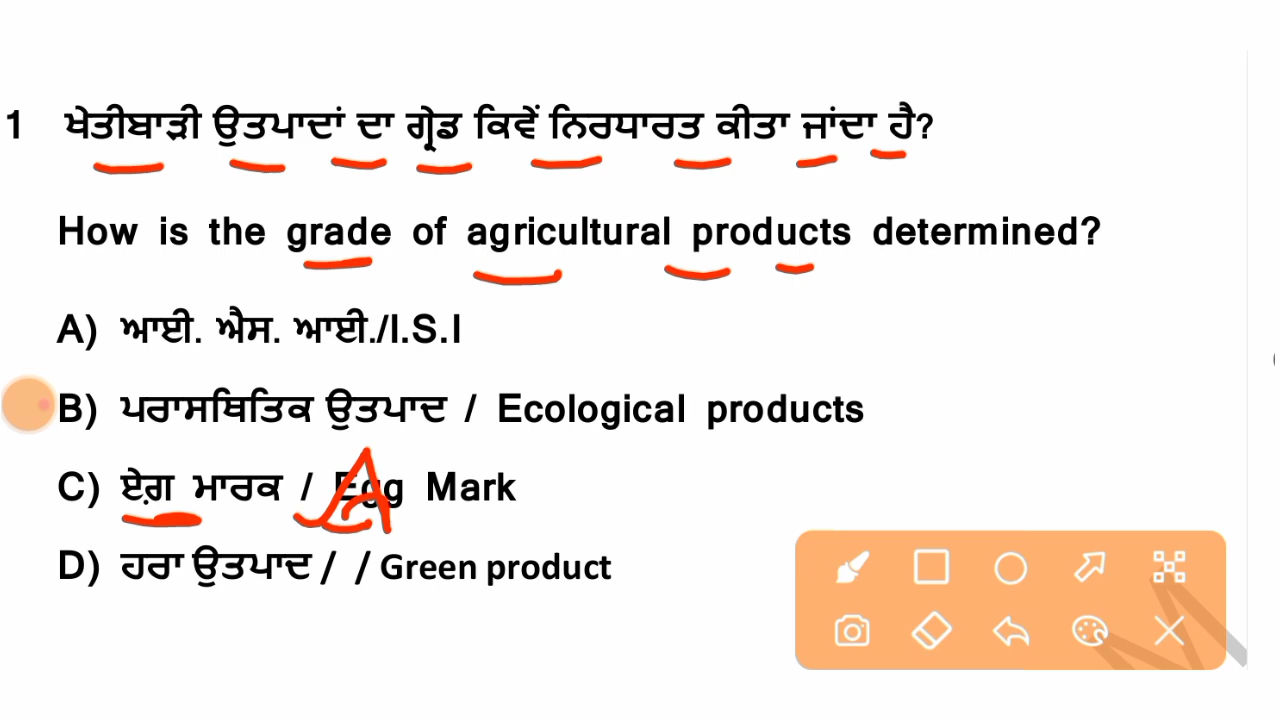 1 ਖੇਤੀਬਾੜੀ ਉਤਪਾਦਾਂ ਦਾ ਗ੍ਰੇਡ ਕਿਵੇਂ ਨਿਰਧਾਰਤ ਕੀਤਾ ਜਾਂਦਾ ਹੈ?
How is the grade of agricultural products determined?
A) ਆਈ. ਐਸ. ਆਈ./I.S.I
B) ਪਰਾਸਥਿਤਿਕ ਉਤਪਾਦ / Ecological products
C) ਏਗ਼ ਮਾਰਕ / Egg Mark
A
D) ਹਰਾ ਉਤਪਾਦ / / Green product